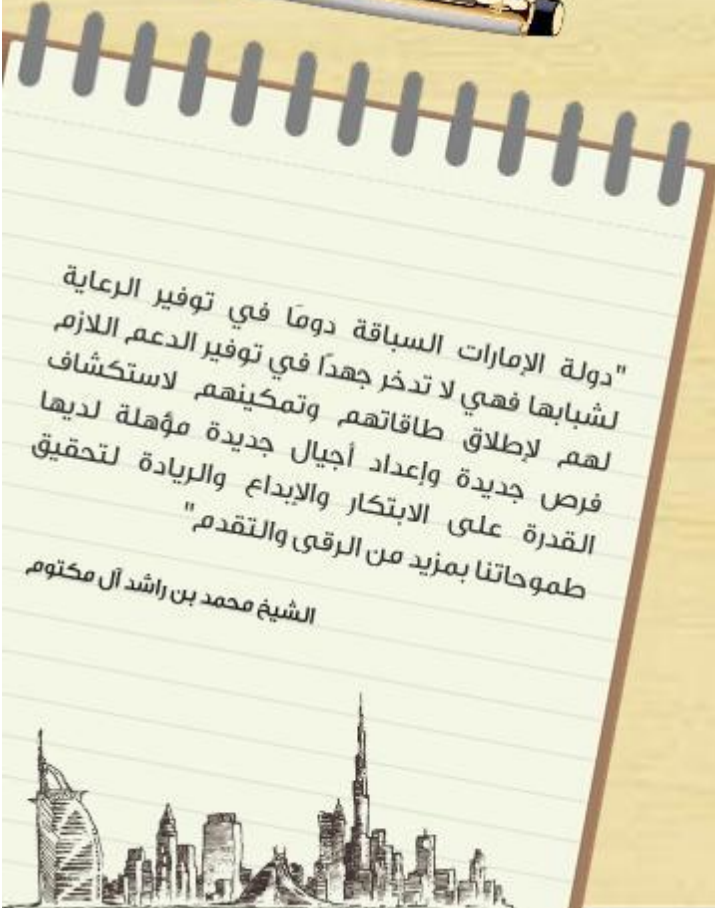 "دولة الإمارات السباقة دومًا في توفير الرعاية
لشبابها فهي لا تدخر جهدًا في توفير الدعم اللازم
لهم لإطلاق طاقاتهم وتمكينهم لاستكشاف
فرص جديدة وإعداد أجيال جديدة مؤهلة لديها
القدرة على الابتكار والإبداع والريادة لتحقيق
طموحاتنا بمزيد من الرقى والتقدم"
الشيخ محمد بن راشد آل مكتوم